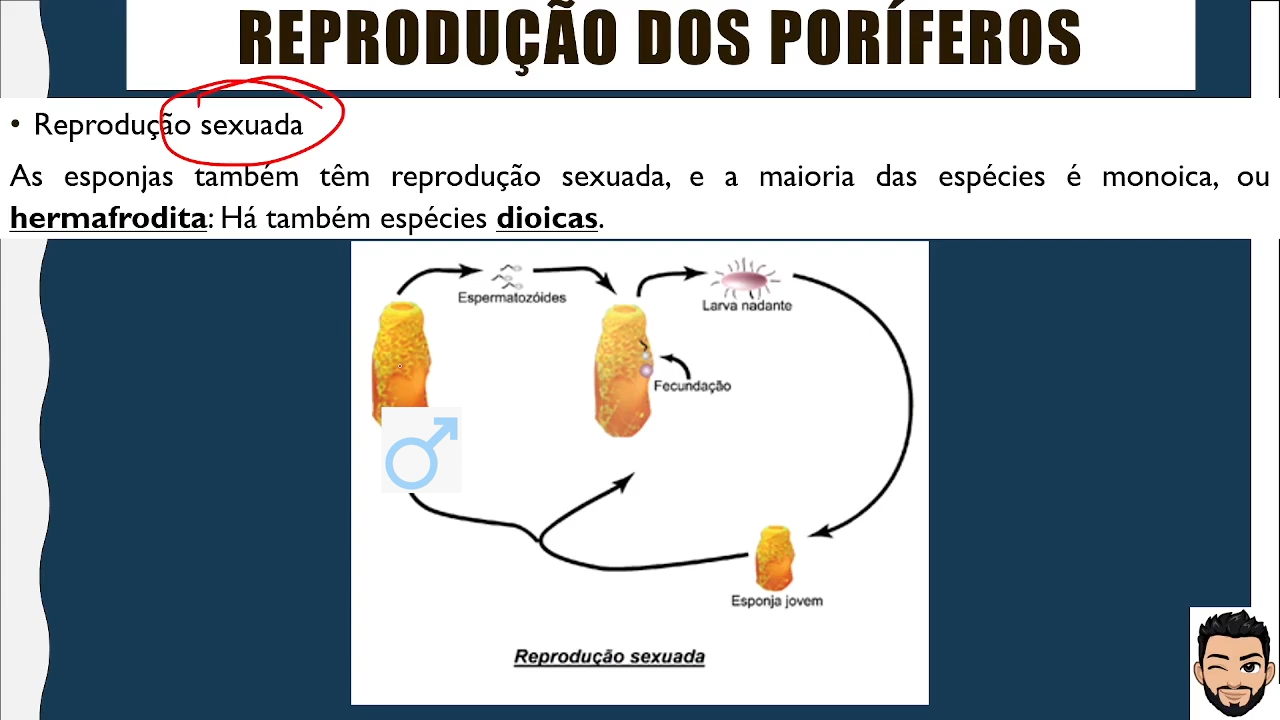 REPRODUÇÃO DOS PORÍFEROS
• Reprodução sexuada
As esponjas também têm reprodução sexuada, e a maioria das espécies é monoica, ou
hermafrodita: Há também espécies dioicas.
Espermatozóides
Larva nadante
Fecundação
Esponja jovem
Reprodução sexuada